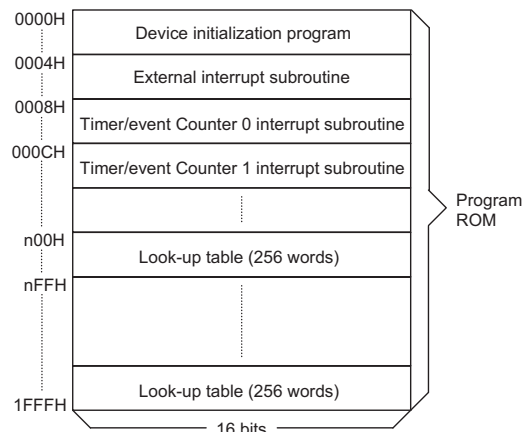 0000H
Device initialization program
0004H
External interrupt subroutine
0008H
Timer/event Counter 0 interrupt subroutine
000CH
Timer/event Counter 1 interrupt subroutine
Program
ROM
n00H
Look-up table (256 words)
nFFH
Look-up table (256 words)
1FFFH
16 bits